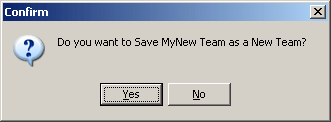 Confirm
Do you want to Save MyNew Team as a New Team?
Yes No